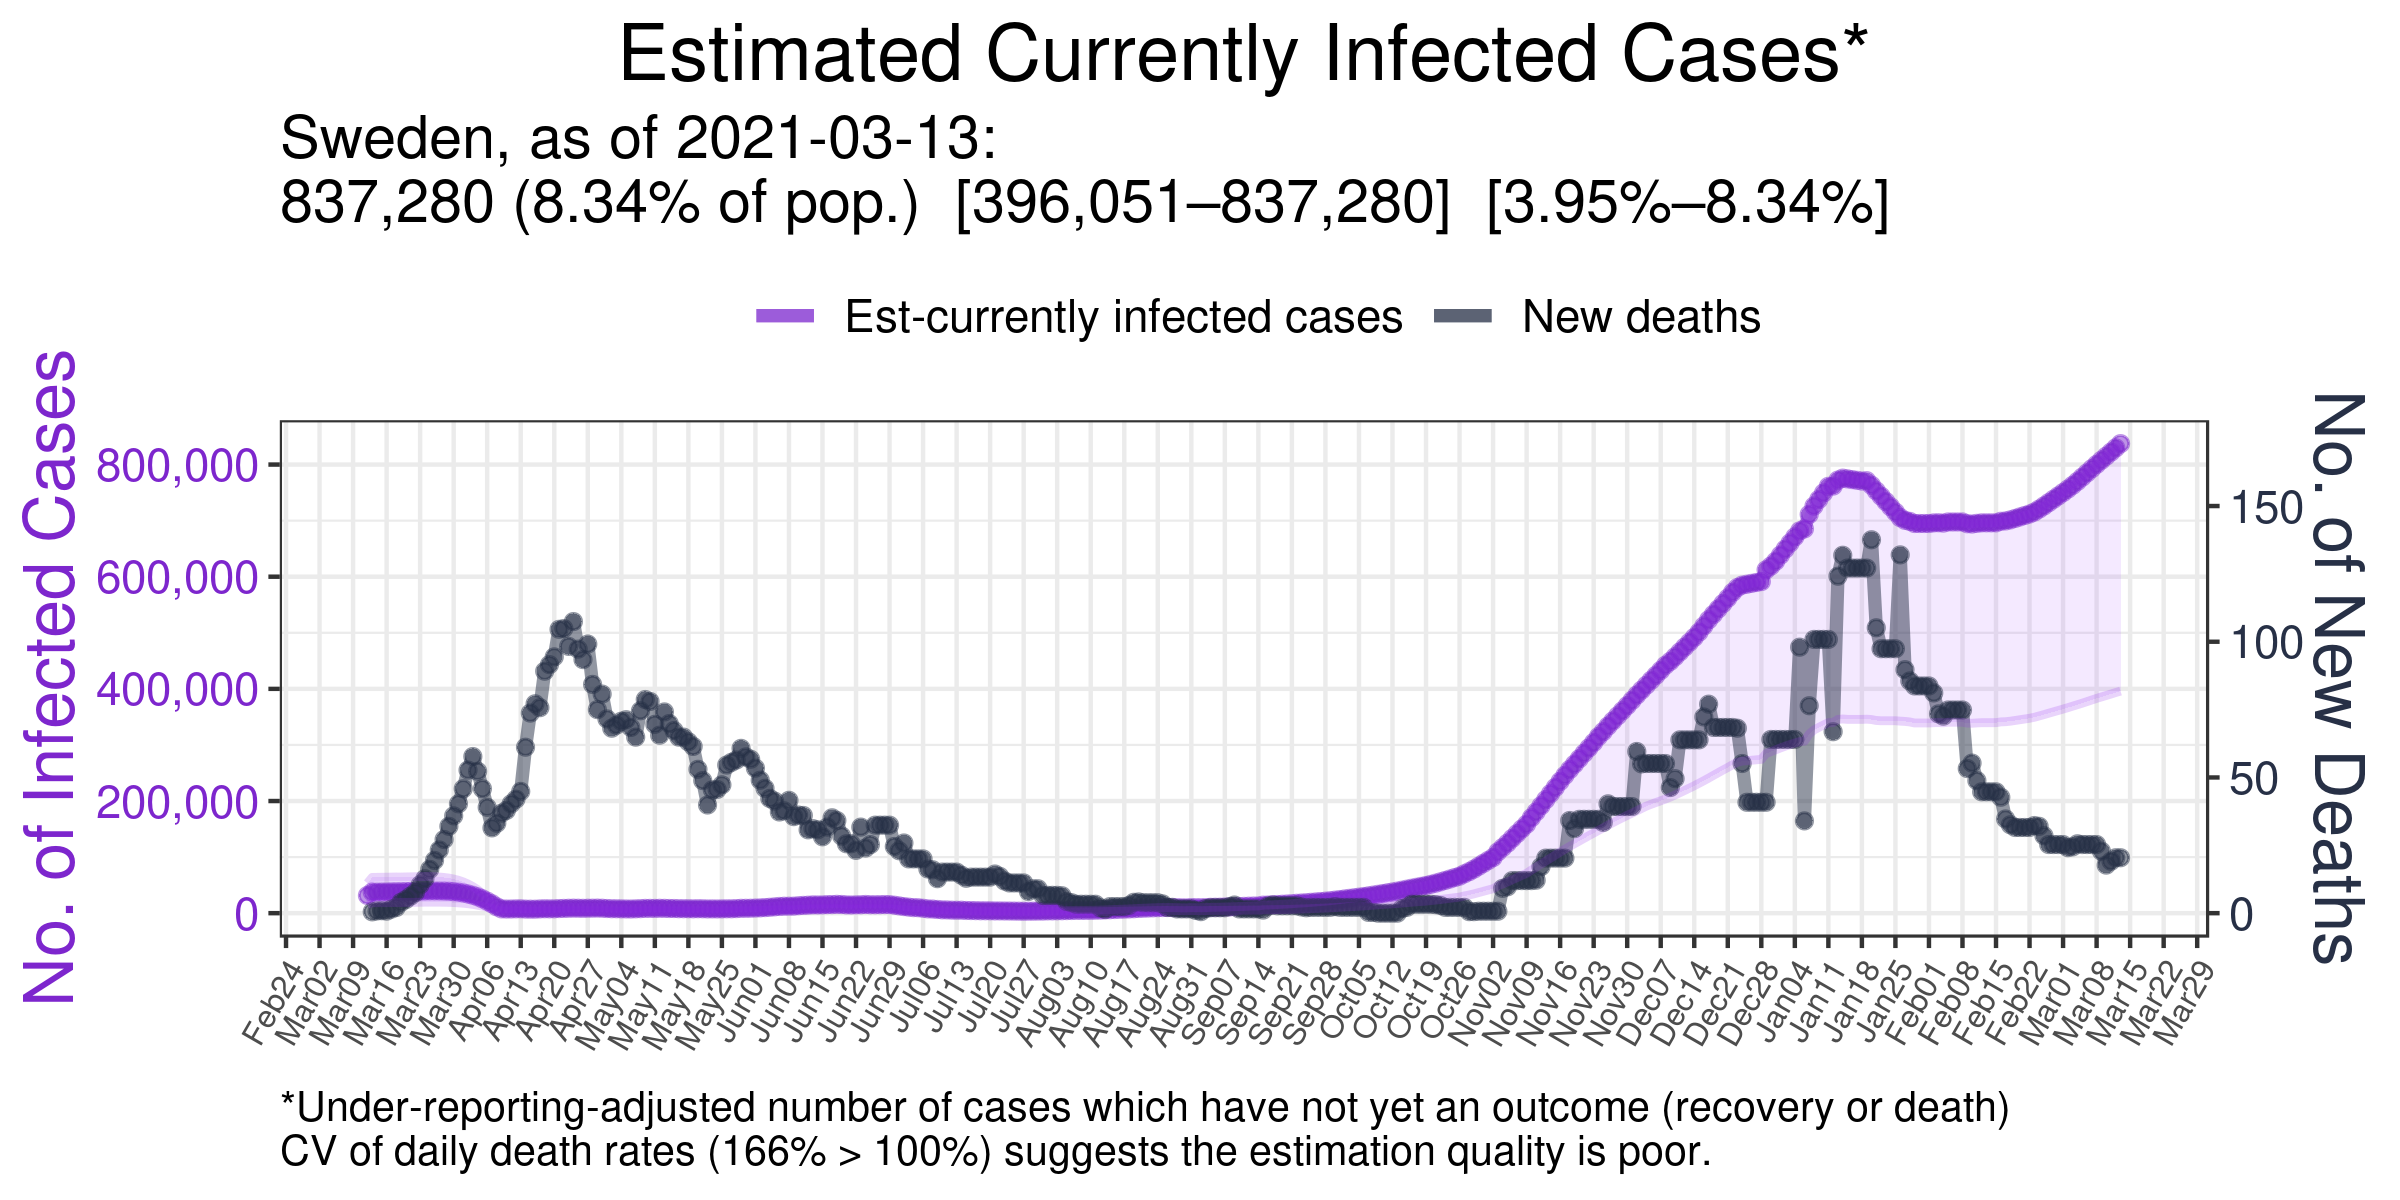 Estimated Currently Infected Cases*
Sweden, as of 2021-03-13:
837,280 (8.34% of pop.) [396,051–837,280] [3.95%–8.34%]
Est-currently infected cases
New deaths
No. of Infected Cases
800,000
600,000
400,000
200,000
0
No. of New Deaths
150
100
50
0
Feb24
Mar02
Mar09
Mar16
Mar23
Mar30
Apr06
Apr13
Apr20
Apr27
May04
May11
May18
May25
Jun01
Jun08
Jun15
Jun22
Jun29
Jul06
Jul13
Jul20
Jul27
Aug03
Aug10
Aug17
Aug24
Aug31
Sep07
Sep14
Sep21
Sep28
Oct05
Oct12
Oct19
Oct26
Nov02
Nov09
Nov16
Nov23
Nov30
Dec07
Dec14
Dec21
Dec28
Jan04
Jan11
Jan18
Jan25
Feb01
Feb08
Feb15
Feb22
Mar01
Mar08
Mar15
Mar22
Mar29
*Under-reporting-adjusted number of cases which have not yet an outcome (recovery or death)
CV of daily death rates (166% > 100%) suggests the estimation quality is poor.